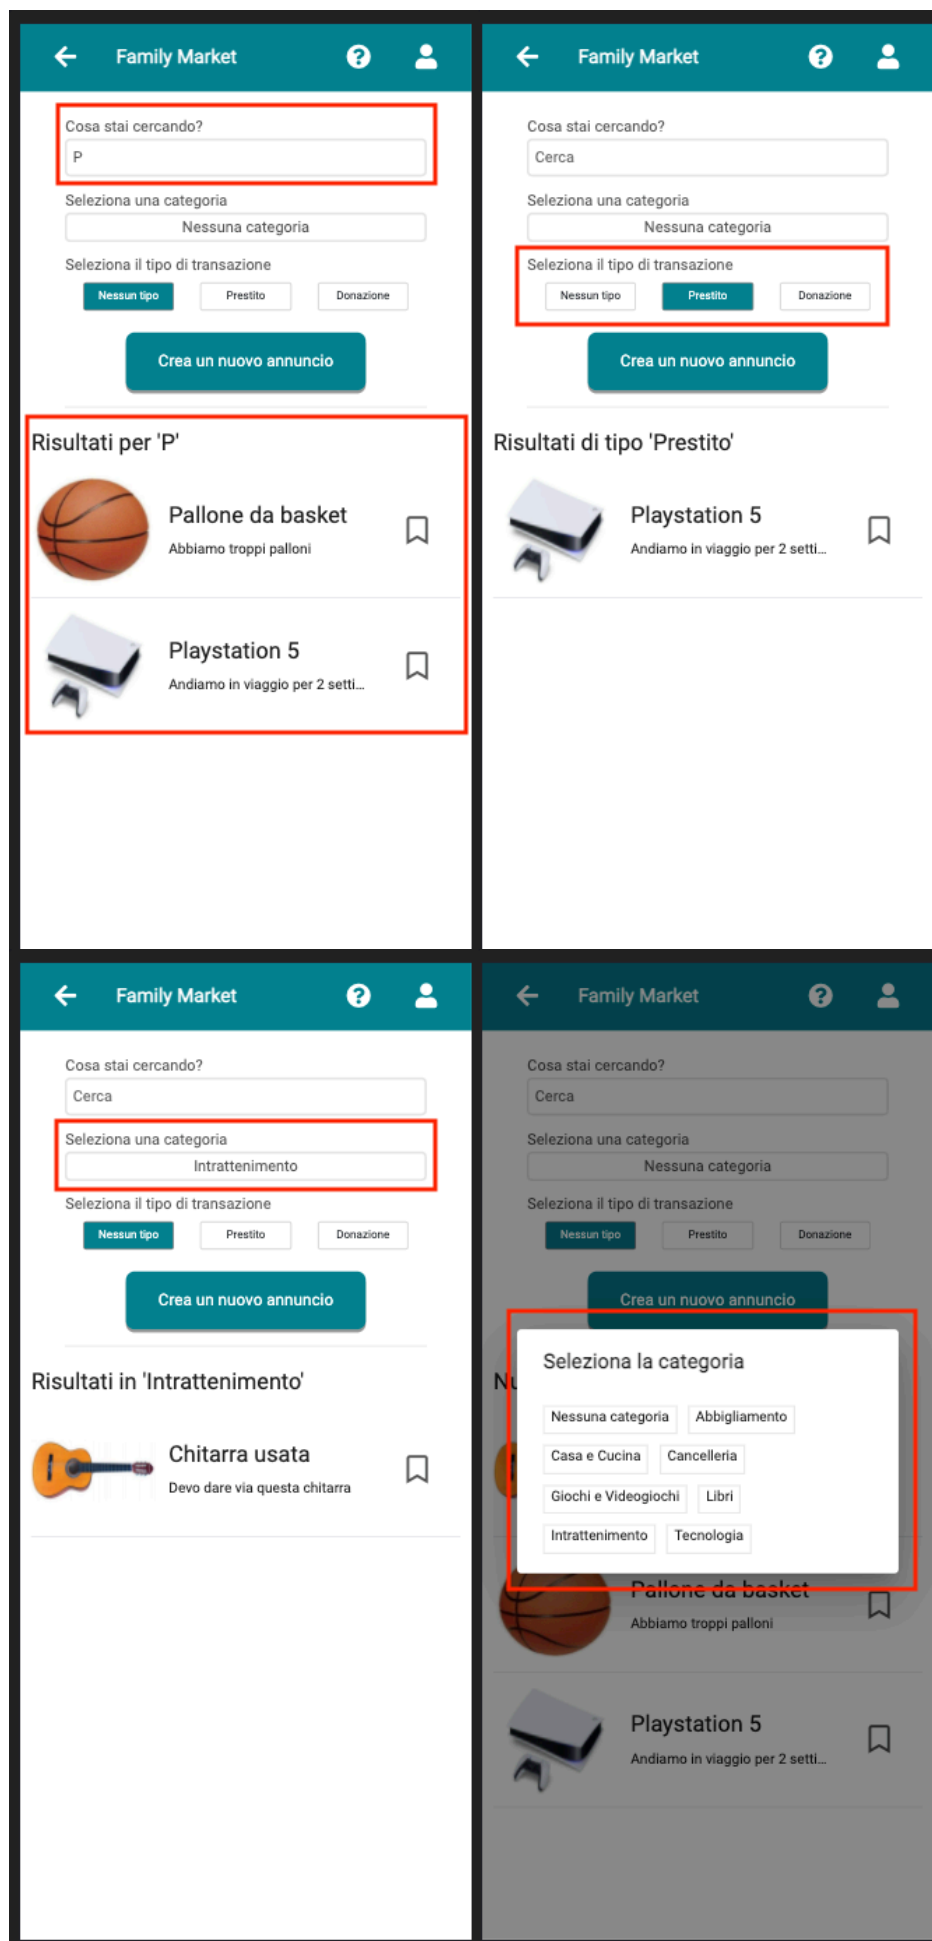 Family Market
Cosa stai cercando?
P
Seleziona una categoria
Nessuna categoria
Seleziona il tipo di transazione
Nessun tipo Prestito Donazione
Crea un nuovo annuncio
Risultati per 'P'
Pallone da basket
Abbiamo troppi palloni
Playstation 5
Andiamo in viaggio per 2 setti...
Family Market
Cosa stai cercando?
Cerca
Seleziona una categoria
Nessuna categoria
Seleziona il tipo di transazione
Nessun tipo Prestito Donazione
Crea un nuovo annuncio
Risultati di tipo 'Prestito'
Playstation 5
Andiamo in viaggio per 2 setti...
Family Market
Cosa stai cercando?
Cerca
Seleziona una categoria
Intrattenimento
Seleziona il tipo di transazione
Nessun tipo Prestito Donazione
Crea un nuovo annuncio
Risultati in 'Intrattenimento'
Chitarra usata
Devo dare via questa chitarra
Family Market
Cosa stai cercando?
Cerca
Seleziona una categoria
Nessuna categoria
Seleziona il tipo di transazione
Nessun tipo Prestito Donazione
Crea un nuovo annuncio
Seleziona la categoria
Nessuna categoria Abbigliamento
Casa e Cucina Cancelleria
Giochi e Videogiochi Libri
Intrattenimento Tecnologia
Pallone da basket
Abbiamo troppi palloni
Playstation 5
Andiamo in viaggio per 2 setti...